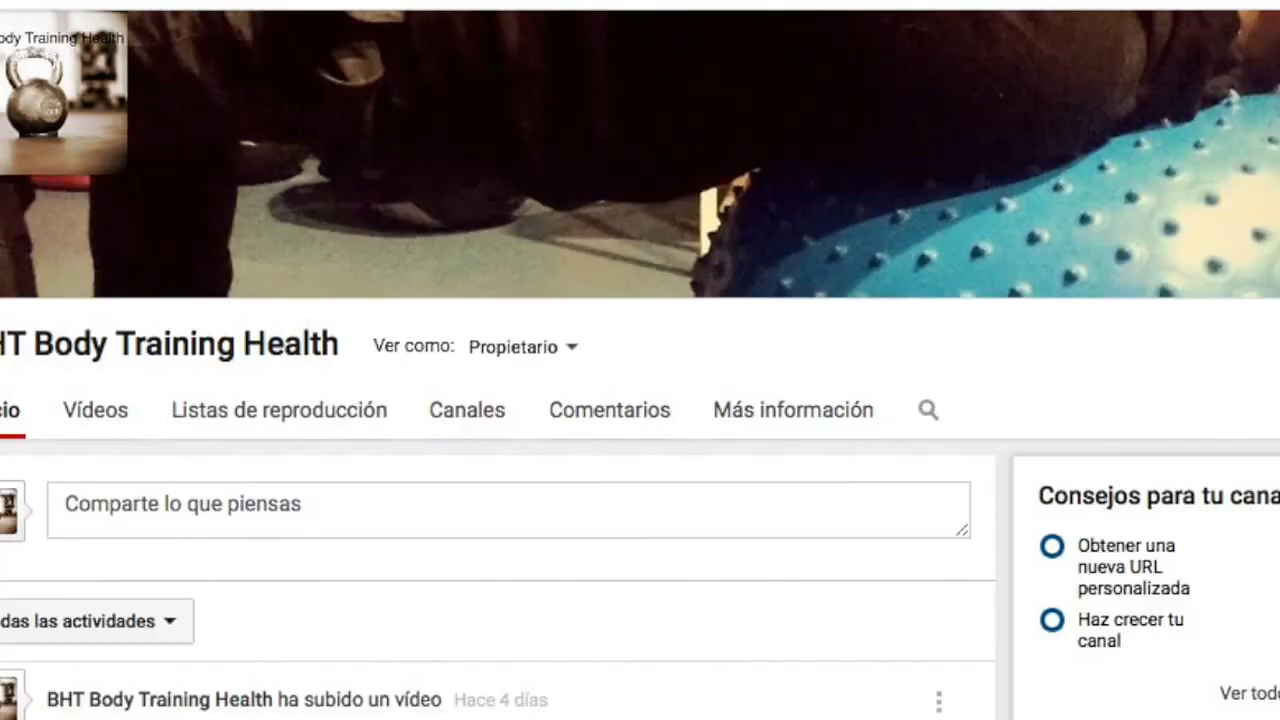 ody Training Health
HT Body Training Health
Ver como: Propietario
cio Vídeos Listas de reproducción Canales Comentarios Más información
Comparte lo que piensas
Consejos para tu cana
Obtener una
nueva URL
personalizada
Haz crecer tu
canal
das las actividades
BHT Body Training Health ha subido un vídeo Hace 4 días
Ver todo